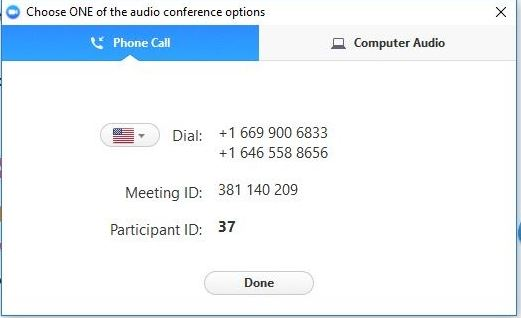 Choose ONE of the audio conference options
Phone Call
Computer Audio
Dial: +1 669 900 6833
+1 646 558 8656
Meeting ID: 381 140 209
Participant ID: 37
Done